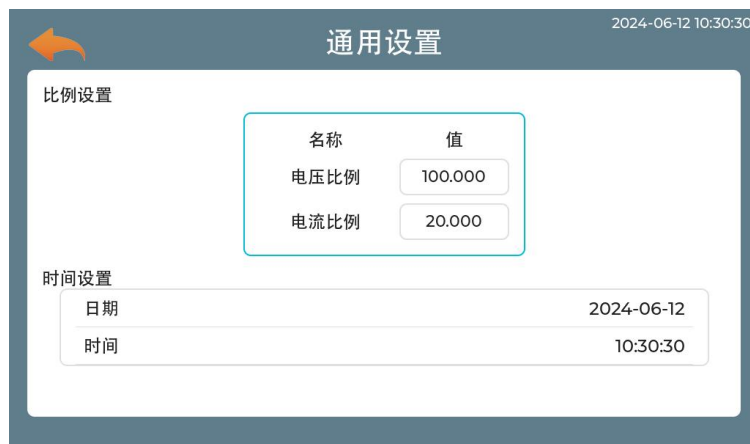 2024-06-12 10:30:30
通用设置
比例设置
名称 值
电压比例 100.000
电流比例 20.000
时间设置
日期 2024-06-12
时间 10:30:30